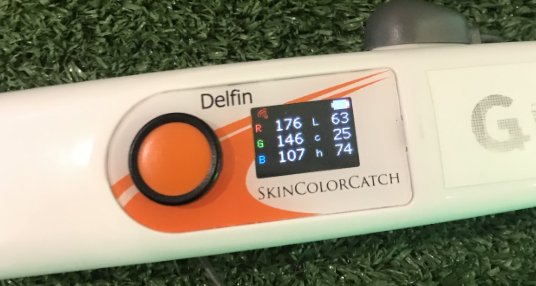 Delfin
R 176 L 63
G 146 c 25
B 107 h 74
SKINCOLORCATCH
G